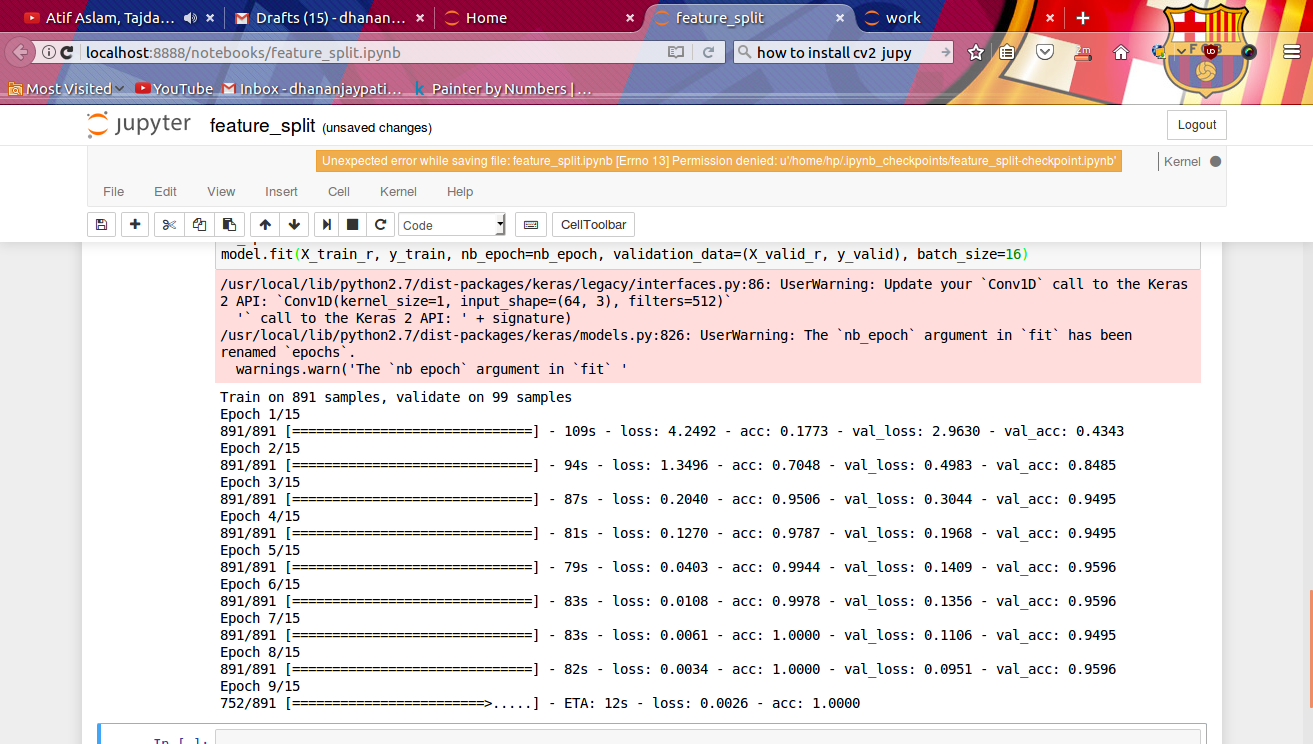 Atif Aslam, Tajda...
Drafts (15) - dhanan...
Home
feature_split
work
localhost:8888/notebooks/feature_split.ipynb
how to install cv2 jupy
2m
Most Visited
YouTube
Inbox - dhananjaypati...
k Painter by Numbers | ...
F C B
jupyter feature_split (unsaved changes)
Logout
Unexpected error while saving file: feature_split.ipynb [Errno 13] Permission denied: u'/home/hp/.ipynb_checkpoints/feature_split-checkpoint.ipynb'
Kernel
File Edit View Insert Cell Kernel Help
Code
CellToolbar
model.fit(X_train_r, y_train, nb_epoch=nb_epoch, validation_data=(X_valid_r, y_valid), batch_size=16)
/usr/local/lib/python2.7/dist-packages/keras/legacy/interfaces.py:86: UserWarning: Update your `Conv1D` call to the Keras
2 API: `Conv1D(kernel_size=1, input_shape=(64, 3), filters=512)`
'` call to the Keras 2 API: ' + signature)
/usr/local/lib/python2.7/dist-packages/keras/models.py:826: UserWarning: The `nb_epoch` argument in `fit` has been
renamed `epochs`.
warnings.warn('The `nb epoch` argument in `fit` '
Train on 891 samples, validate on 99 samples
Epoch 1/15
891/891 [==============================] - 109s - loss: 4.2492 - acc: 0.1773 - val_loss: 2.9630 - val_acc: 0.4343
Epoch 2/15
891/891 [==============================] - 94s - loss: 1.3496 - acc: 0.7048 - val_loss: 0.4983 - val_acc: 0.8485
Epoch 3/15
891/891 [==============================] - 87s - loss: 0.2040 - acc: 0.9506 - val_loss: 0.3044 - val_acc: 0.9495
Epoch 4/15
891/891 [==============================] - 81s - loss: 0.1270 - acc: 0.9787 - val_loss: 0.1968 - val_acc: 0.9495
Epoch 5/15
891/891 [==============================] - 79s - loss: 0.0403 - acc: 0.9944 - val_loss: 0.1409 - val_acc: 0.9596
Epoch 6/15
891/891 [==============================] - 83s - loss: 0.0108 - acc: 0.9978 - val_loss: 0.1356 - val_acc: 0.9596
Epoch 7/15
891/891 [==============================] - 83s - loss: 0.0061 - acc: 1.0000 - val_loss: 0.1106 - val_acc: 0.9495
Epoch 8/15
891/891 [==============================] - 82s - loss: 0.0034 - acc: 1.0000 - val_loss: 0.0951 - val_acc: 0.9596
Epoch 9/15
752/891 [========================>.....] - ETA: 12s - loss: 0.0026 - acc: 1.0000
In [ ]: